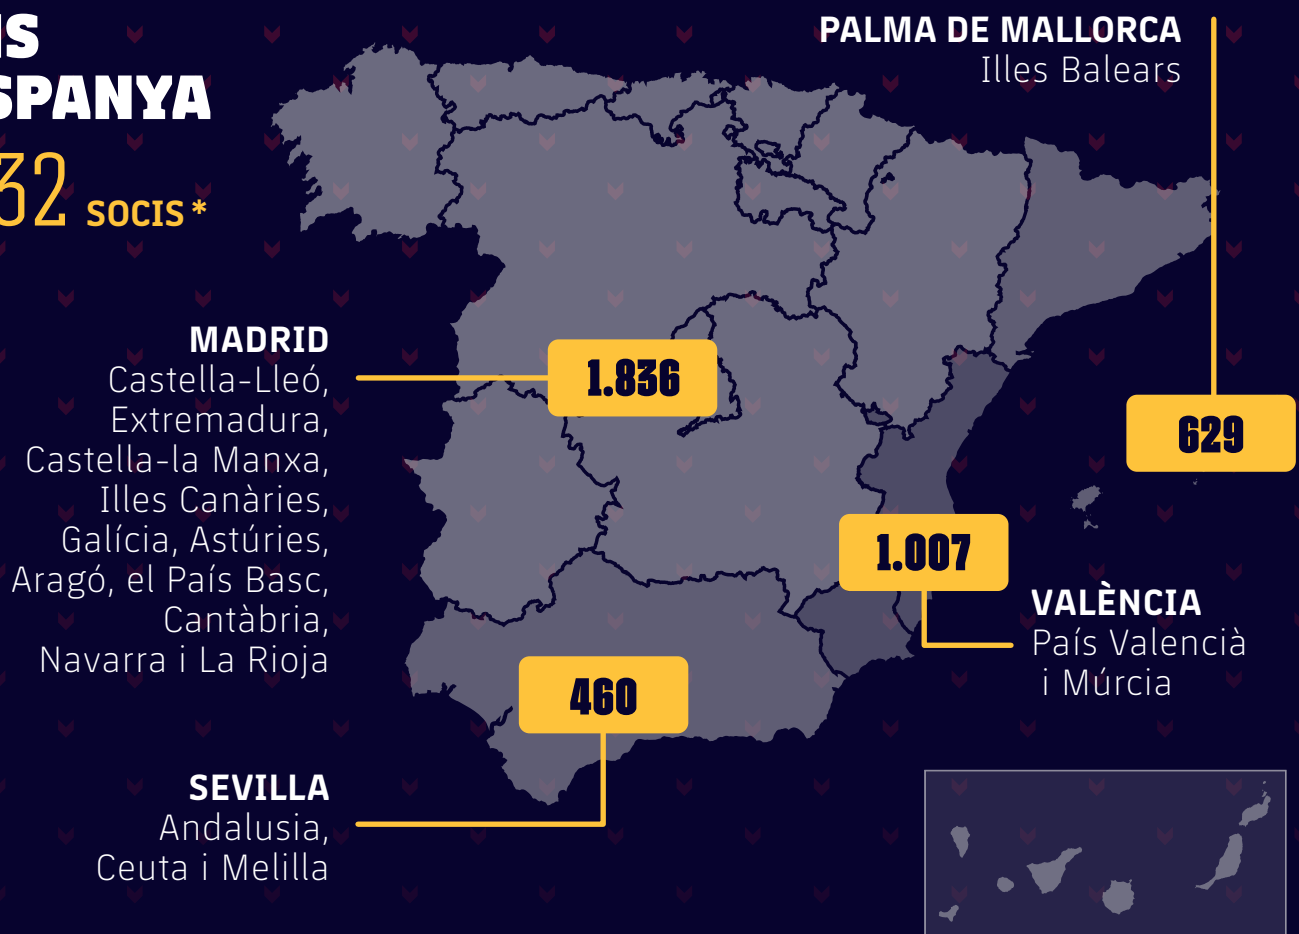 SPANYA
32 SOCIS*
PALMA DE MALLORCA
Illes Balears
629
MADRID
Castella-Lleó,
Extremadura,
Castella-la Manxa,
Illes Canàries,
Galícia, Astúries,
Aragó, el País Basc,
Cantàbria,
Navarra i La Rioja
1.836
1.007
VALÈNCIA
País Valencià
i Múrcia
460
SEVILLA
Andalusia,
Ceuta i Melilla